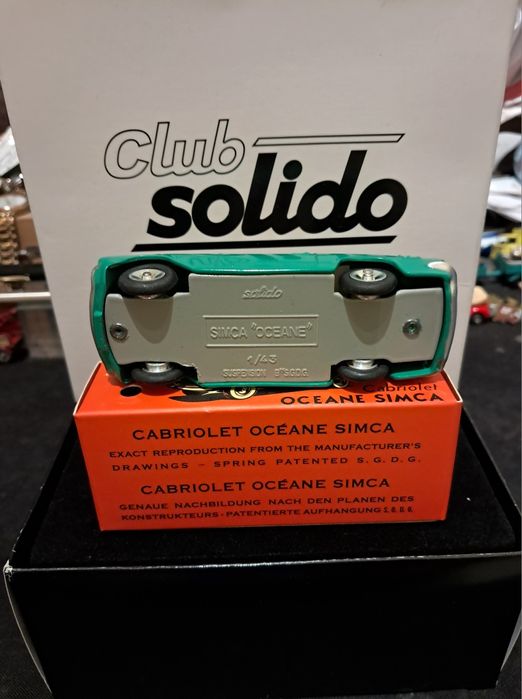 Club
solido
solido
SIMCA "OCEANE"
1/43
SUSPENSION Bᵗᵉ S.G.D.G.
Cabriolet
OCEANE SIMCA
CABRIOLET OCÉANE SIMCA
EXACT REPRODUCTION FROM THE MANUFACTURER'S
DRAWINGS – SPRING PATENTED S. G. D. G.
CABRIOLET OCÉANE SIMCA
GENAUE NACHBILDUNG NACH DEN PLANEN DES
KONSTRUKTEURS - PATENTIERTE AUFHANGUNG S. G. D. G.